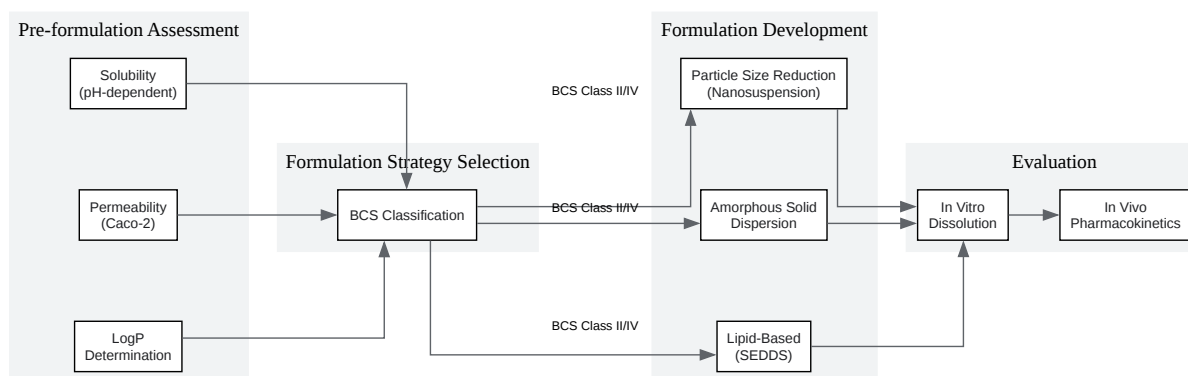 Pre-formulation Assessment
Solubility
(pH-dependent)
Permeability
(Caco-2)
LogP
Determination
Formulation Strategy Selection
BCS Classification
BCS Class II/IV
BCS Class II/IV
BCS Class II/IV
Formulation Development
Particle Size Reduction
(Nanosuspension)
Amorphous Solid
Dispersion
Lipid-Based
(SEDDS)
Evaluation
In Vitro
Dissolution
In Vivo
Pharmacokinetics